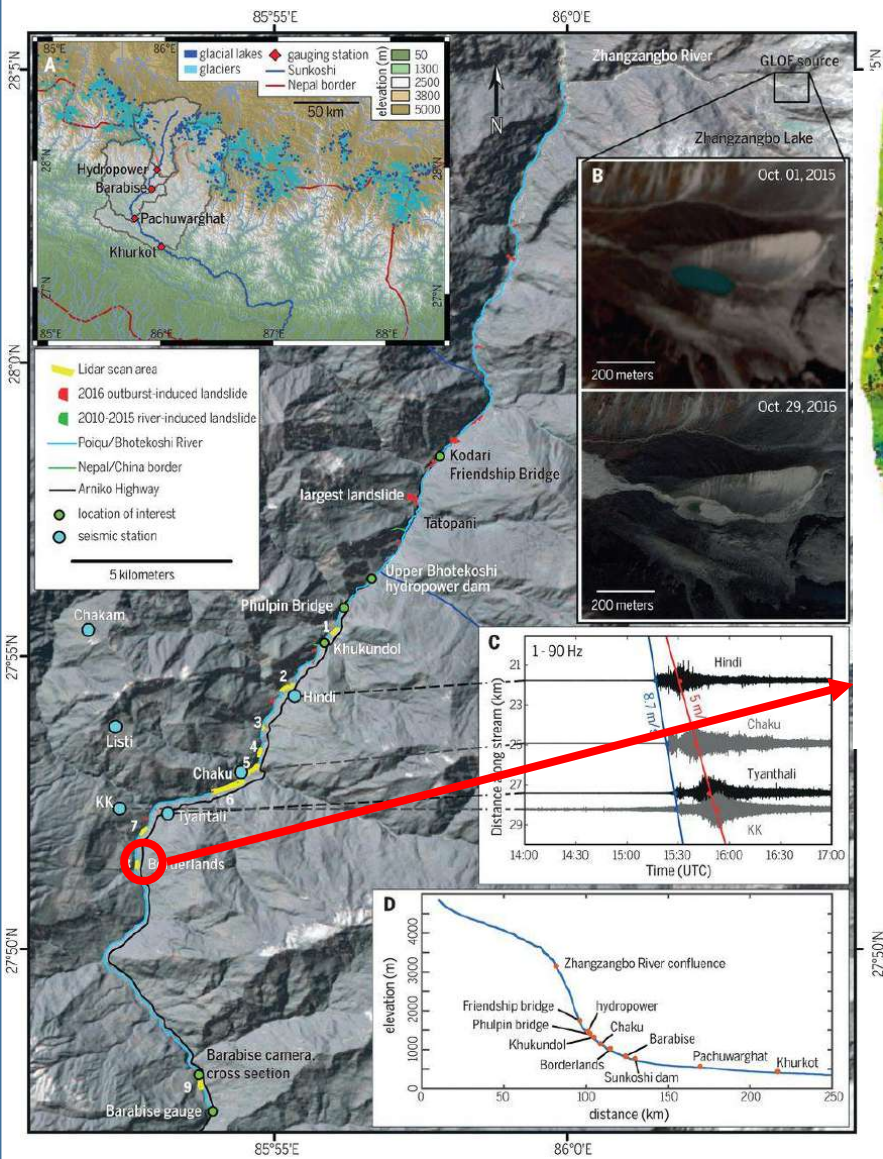 85°55'E
86°0'E
28°5'N
5'N
A
85°E
86°E
glacial lakes
glaciers
gauging station
Sunkoshi
Nepal border
50 km
elevation (m)
50
1300
2500
3800
5000
28°N
28°N
Hydropower
Barabise
Pachuwarghat
Khurkot
27°N
27°N
85°E
86°E
87°E
88°E
N
Zhangzangbo River
GLOF source
Zhangzangbo Lake
B
Oct. 01, 2015
200 meters
Oct. 29, 2016
200 meters
28°0'N
Lidar scan area
2016 outburst-induced landslide
2010-2015 river-induced landslide
Poiqu/Bhotekoshi River
Nepal/China border
Arniko Highway
location of interest
seismic station
5 kilometers
Kodari
Friendship Bridge
largest landslide
Tatopani
Upper Bhotekoshi
hydropower dam
Phulpin Bridge
Chakam
1
Khukundol
27°55'N
2
Hindi
3
Listi
4
Chaku
5
6
KK
Tyantali
7
Borderlands
C
1 - 90 Hz
Distance along stream (km)
21
23
25
27
29
8.7 m/s
5 m/
Hindi
Chaku
Tyanthali
KK
14:00
14:30
15:00
15:30
16:00
16:30
17:00
Time (UTC)
27°50'N
27°50'
D
elevation (m)
4000
3000
2000
1000
0
Zhangzangbo River confluence
Friendship bridge
hydropower
Phulpin bridge
Chaku
Khukundol
Barabise
Borderlands
Sunkoshi dam
Pachuwarghat
Khurkot
0
50
100
150
200
250
distance (km)
Barabise camera,
cross section
9
Barabise gauge
85°55'E
86°0'E